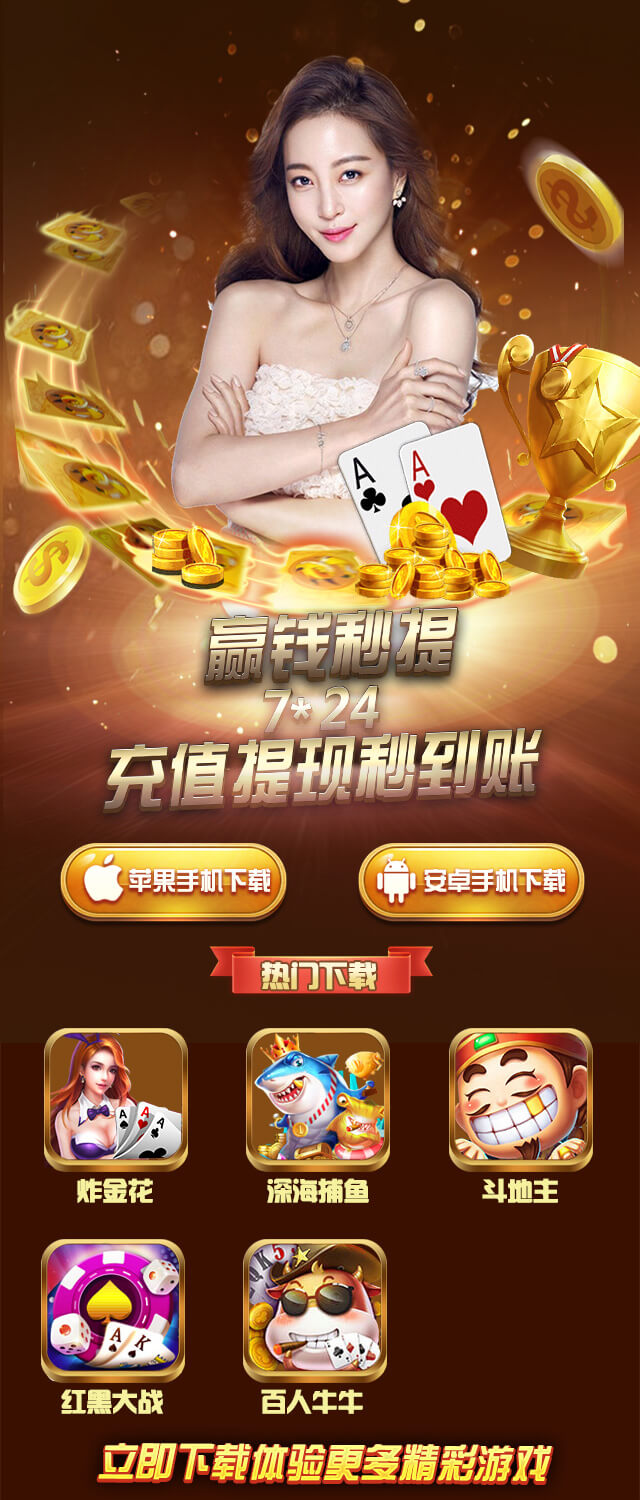 A
A
赢钱秒提
7*24
充值提现秒到账
苹果手机下载
安卓手机下载
热门下载
A A A
炸金花
深海捕鱼
斗地主
A K
红黑大战
Q K 5
百人牛牛
立即下载体验更多精彩游戏